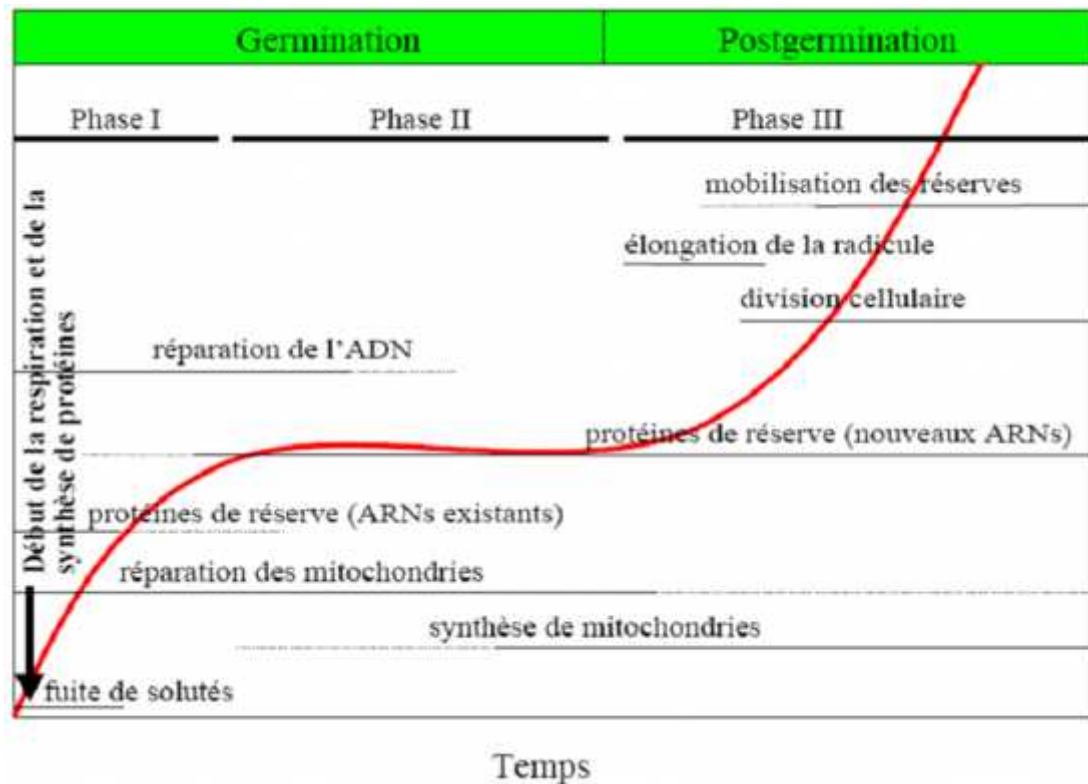 Germination
Postgermination
Phase I
Phase II
Phase III
mobilisation des réserves
élongation de la radicule
division cellulaire
Début de la respiration et de la
synthèse de protéines
réparation de l'ADN
protéines de réserve (nouveaux ARNs)
protéines de réserve (ARNs existants)
réparation des mitochondries
synthèse de mitochondries
fuite de solutés
Temps